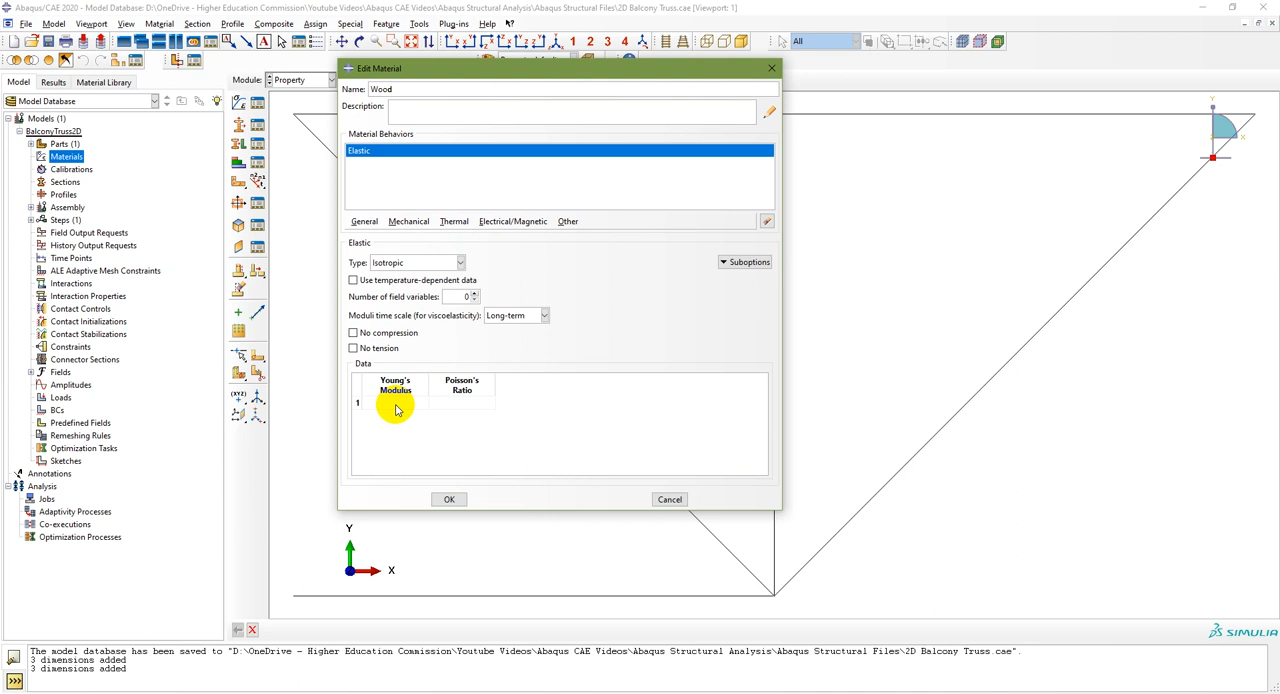 Abaqus/CAE 2020 - Model Database: D:\OneDrive - Higher Education Commission\Youtube Videos\Abaqus CAE Videos\Abaqus Structural Analysis\Abaqus Structural Files\2D Balcony Truss.cae [Viewport: 1]
File Model Viewport View Material Section Profile Composite Assign Special Feature Tools Plug-ins Help
1 2 3 4 All
Model Results Material Library Module: Property
Model Database
Models (1)
BalconyTruss2D
Parts (1)
Materials
Calibrations
Sections
Profiles
Assembly
Steps (1)
Field Output Requests
History Output Requests
Time Points
ALE Adaptive Mesh Constraints
Interactions
Interaction Properties
Contact Controls
Contact Initializations
Contact Stabilizations
Constraints
Connector Sections
Fields
Amplitudes
Loads
BCs
Predefined Fields
Remeshing Rules
Optimization Tasks
Sketches
Annotations
Analysis
Jobs
Adaptivity Processes
Co-executions
Optimization Processes
(XYZ)
Edit Material
Name: Wood
Description:
Material Behaviors
Elastic
General Mechanical Thermal Electrical/Magnetic Other
Elastic
Type: Isotropic Suboptions
Use temperature-dependent data
Number of field variables: 0
Moduli time scale (for viscoelasticity): Long-term
No compression
No tension
Data
Young's Modulus Poisson's Ratio
1
OK Cancel
Y
X
Y
X
SIMULIA
The model database has been saved to "D:\OneDrive - Higher Education Commission\Youtube Videos\Abaqus CAE Videos\Abaqus Structural Analysis\Abaqus Structural Files\2D Balcony Truss.cae".
3 dimensions added
3 dimensions added
>>>